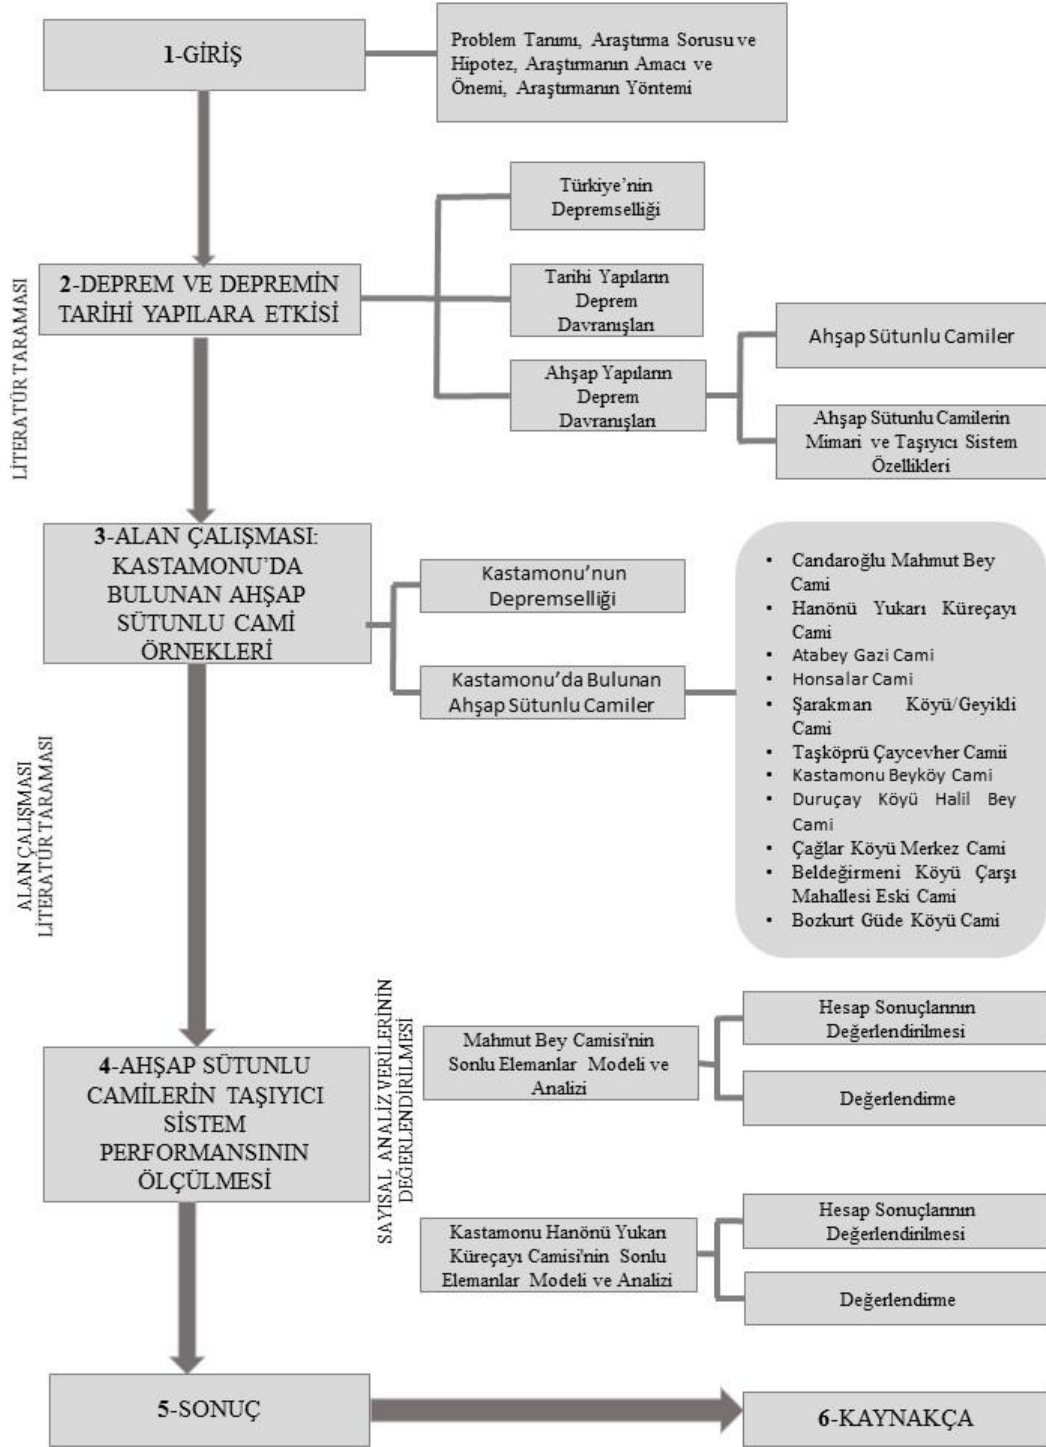 1-GİRİŞ
Problem Tanımı, Araştırma Sorusu ve
Hipotez, Araştırmanın Amacı ve
Önemi, Araştırmanın Yöntemi
Türkiye’nin
Depremselliği
2-DEPREM VE DEPREMİN
TARİHİ YAPILARA ETKİSİ
Tarihi Yapıların
Deprem
Davranışları
Ahşap Yapıların
Deprem
Davranışları
Ahşap Sütunlu Camiler
Ahşap Sütunlu Camilerin
Mimari ve Taşıyıcı Sistem
Özellikleri
LİTERATÜR TARAMASI
3-ALAN ÇALIŞMASI:
KASTAMONU’DA
BULUNAN AHŞAP
SÜTUNLU CAMİ
ÖRNEKLERİ
Kastamonu’nun
Depremselliği
Kastamonu’da Bulunan
Ahşap Sütunlu Camiler
• Candaroğlu Mahmut Bey
Cami
• Hanönü Yukarı Küreçayı
Cami
• Atabey Gazi Cami
• Honsalar Cami
• Şarakman Köyü/Geyikli
Cami
• Taşköprü Çaycevher Camii
• Kastamonu Beyköy Cami
• Duruçay Köyü Halil Bey
Cami
• Çağlar Köyü Merkez Cami
• Beldeğirmeni Köyü Çarşı
Mahallesi Eski Cami
• Bozkurt Güde Köyü Cami
ALAN ÇALIŞMASI
LİTERATÜR TARAMASI
4-AHŞAP SÜTUNLU
CAMİLERİN TAŞIYICI
SİSTEM
PERFORMANSININ
ÖLÇÜLMESİ
SAYISAL ANALİZ VERİLERİNİN
DEĞERLENDİRİLMESİ
Mahmut Bey Camisi'nin
Sonlu Elemanlar Modeli ve
Analizi
Hesap Sonuçlarının
Değerlendirilmesi
Değerlendirme
Kastamonu Hanönü Yukarı
Küreçayı Camisi'nin Sonlu
Elemanlar Modeli ve Analizi
Hesap Sonuçlarının
Değerlendirilmesi
Değerlendirme
5-SONUÇ
6-KAYNAKÇA